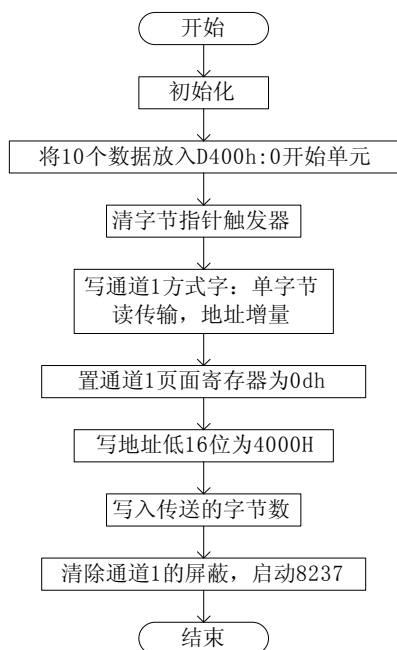 开始
初始化
将10个数据放入D400h:0开始单元
清字节指针触发器
写通道1方式字：单字节
读传输，地址增量
置通道1页面寄存器为0dh
写地址低16位为4000H
写入传送的字节数
清除通道1的屏蔽，启动8237
结束